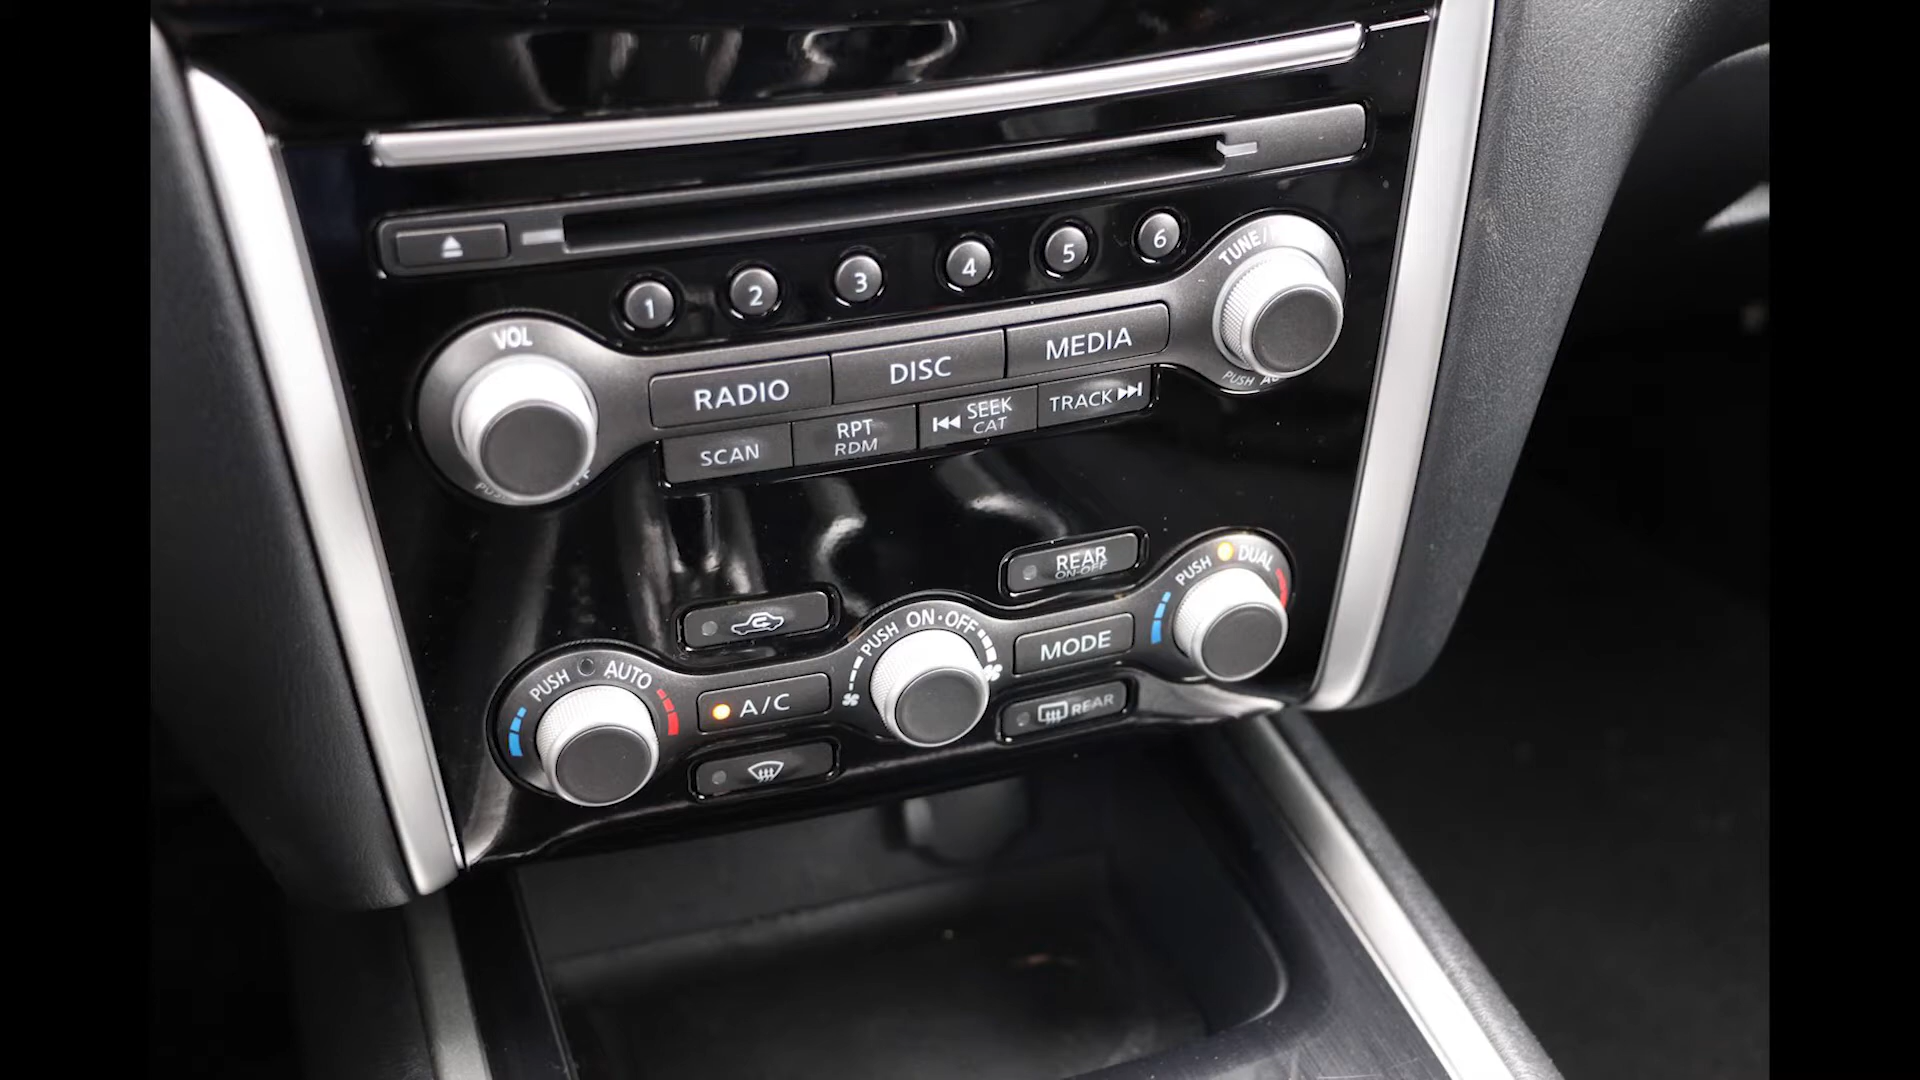 1 2 3 4 5 6
TUNE/
VOL
RADIO DISC MEDIA
PUSH
SCAN
RPT
RDM
SEEK
CAT
TRACK
REAR
ON·OFF
PUSH DUAL
PUSH ON·OFF
MODE
PUSH AUTO
A/C
REAR